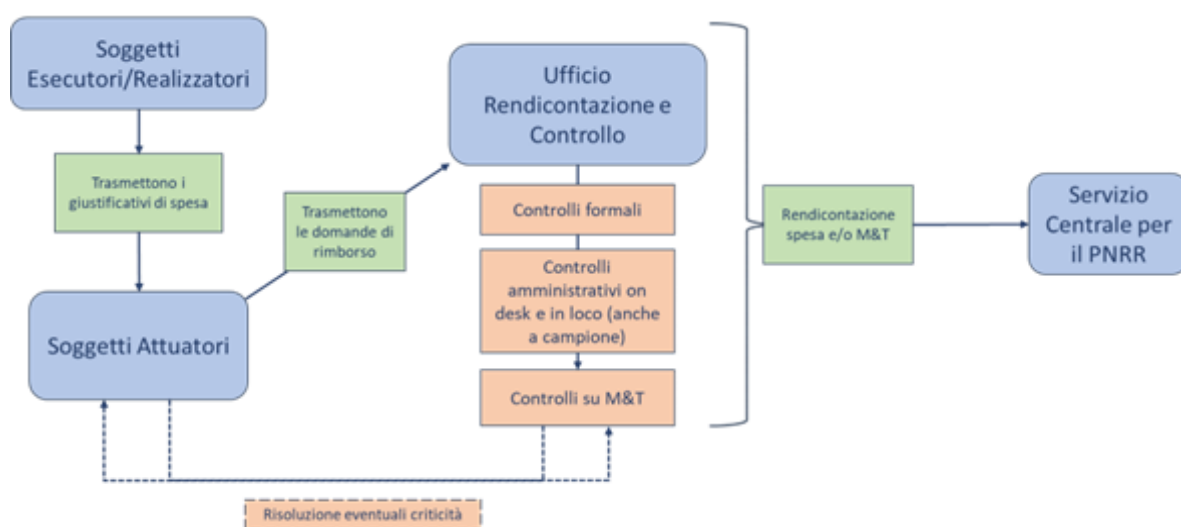 Soggetti
Esecutori/Realizzatori
Trasmettono i
giustificativi di spesa
Soggetti Attuatori
Trasmettono
le domande di
rimborso
Ufficio
Rendicontazione e
Controllo
Controlli formali
Controlli
amministrativi on
desk e in loco (anche
a campione)
Controlli su M&T
Rendicontazione
spesa e/o M&T
Servizio
Centrale per
il PNRR
Risoluzione eventuali criticità